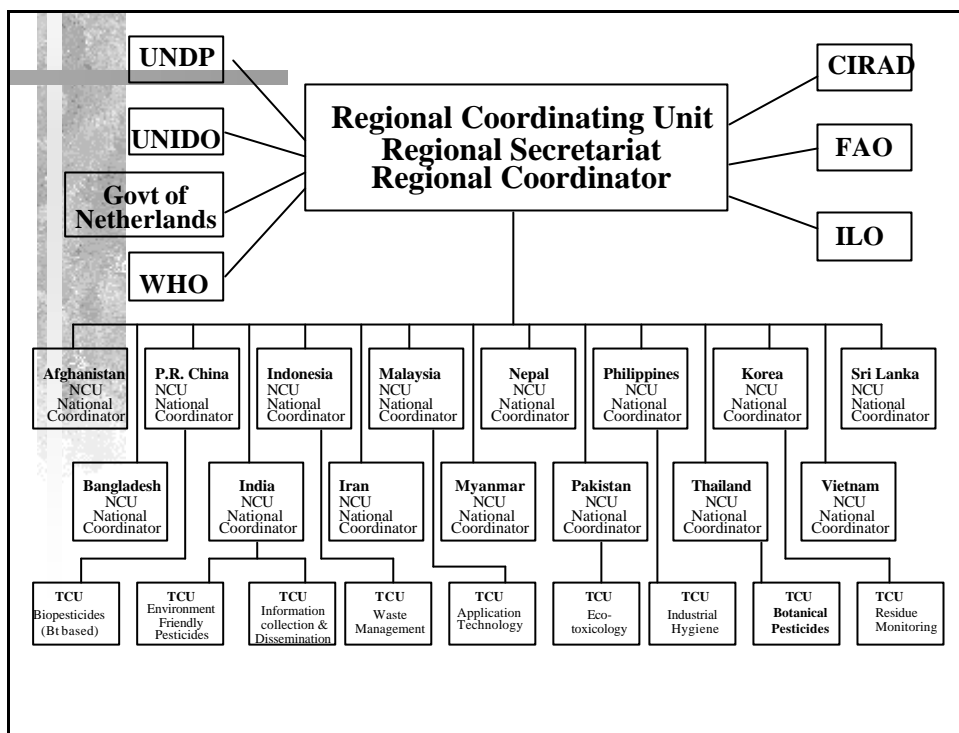 UNDP
UNIDO
Govt of
Netherlands
WHO
Regional Coordinating Unit
Regional Secretariat
Regional Coordinator
CIRAD
FAO
ILO
Afghanistan
NCU
National
Coordinator
P.R. China
NCU
National
Coordinator
Indonesia
NCU
National
Coordinator
Malaysia
NCU
National
Coordinator
Nepal
NCU
National
Coordinator
Philippines
NCU
National
Coordinator
Korea
NCU
National
Coordinator
Sri Lanka
NCU
National
Coordinator
Bangladesh
NCU
National
Coordinator
India
NCU
National
Coordinator
Iran
NCU
National
Coordinator
Myanmar
NCU
National
Coordinator
Pakistan
NCU
National
Coordinator
Thailand
NCU
National
Coordinator
Vietnam
NCU
National
Coordinator
TCU
Biopesticides
(Bt based)
TCU
Environment
Friendly
Pesticides
TCU
Information
collection &
Dissemination
TCU
Waste
Management
TCU
Application
Technology
TCU
Eco-
toxicology
TCU
Industrial
Hygiene
TCU
Botanical
Pesticides
TCU
Residue
Monitoring